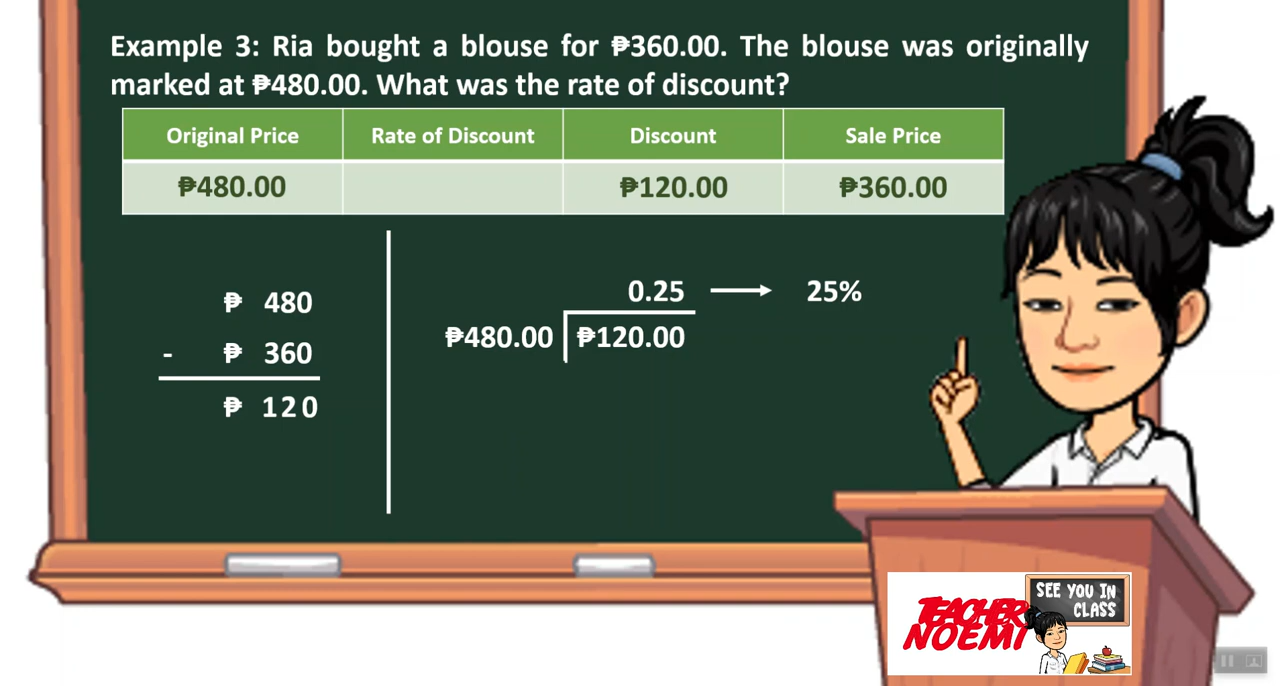 Example 3: Ria bought a blouse for ₱360.00. The blouse was originally
marked at ₱480.00. What was the rate of discount?
Original Price Rate of Discount Discount Sale Price
₱480.00 ₱120.00 ₱360.00
₱ 480
- ₱ 360
₱ 120
0.25 → 25%
₱480.00 ₱120.00
TEACHER
NOEMI
SEE YOU IN
CLASS